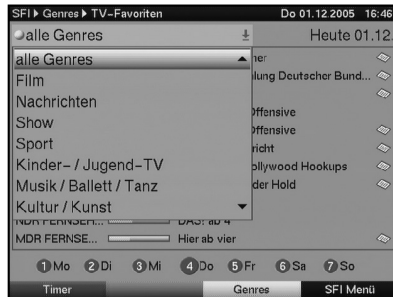 SFI Genres TV-Favoriten Do 01.12.2005 16:46
alle Genres Heute 01.12.
alle Genres
Film
lung Deutscher Bund...
Nachrichten
Show
Offensive
Sport
Offensive
richt
Kinder- / Jugend-TV
ollywood Hookups
Musik / Ballett / Tanz
der Hold
Kultur / Kunst
NDR FERNSEH... DAS! ab 4
MDR FERNSE... Hier ab vier
1 Mo 2 Di 3 Mi 4 Do 5 Fr 6 Sa 7 So
Timer Genres SFI Menü